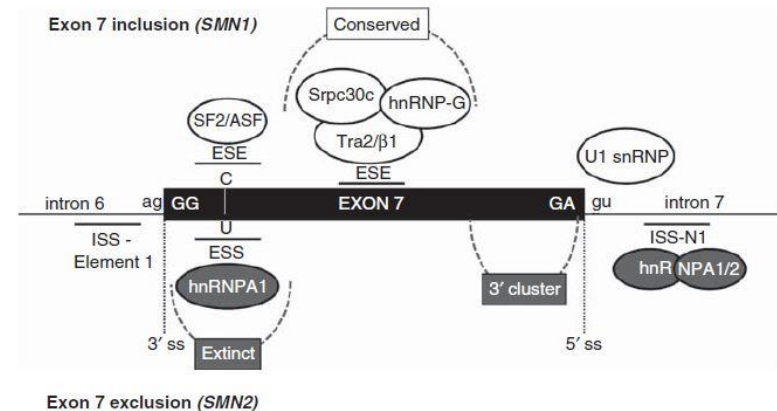 Exon 7 inclusion (SMN1)
Conserved
Srpc30c
hnRNP-G
SF2/ASF
Tra2/β1
ESE
ESE
U1 snRNP
C
intron 6
ag
GG
EXON 7
GA
gu
intron 7
U
ISS -
Element 1
ESS
ISS-N1
hnRNPA1
3′ cluster
hnR NPA1/2
3′ ss
Extinct
5′ ss
Exon 7 exclusion (SMN2)